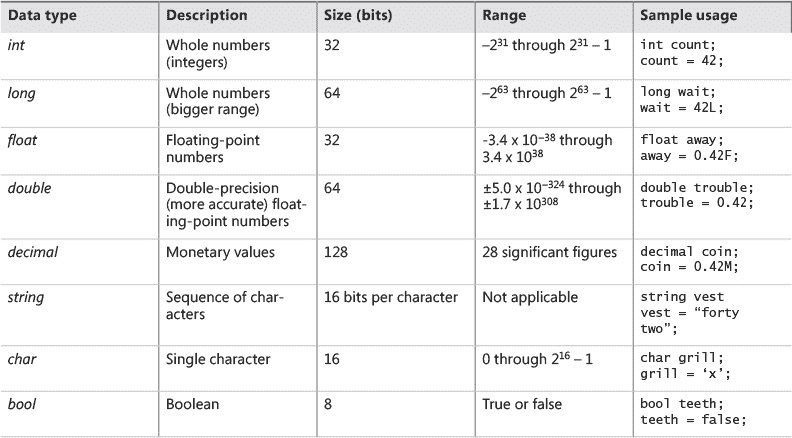 Data type Description Size (bits) Range Sample usage
int Whole numbers 32 –2³¹ through 2³¹ – 1 int count;
(integers) count = 42;
long Whole numbers 64 –2⁶³ through 2⁶³ – 1 long wait;
(bigger range) wait = 42L;
float Floating-point 32 -3.4 x 10⁻³⁸ through float away;
numbers 3.4 x 10³⁸ away = 0.42F;
double Double-precision 64 ±5.0 x 10⁻³²⁴ through double trouble;
(more accurate) float- ±1.7 x 10³⁰⁸ trouble = 0.42;
ing-point numbers
decimal Monetary values 128 28 significant figures decimal coin;
coin = 0.42M;
string Sequence of char- 16 bits per character Not applicable string vest
acters vest = “forty
two”;
char Single character 16 0 through 2¹⁶ – 1 char grill;
grill = ‘x’;
bool Boolean 8 True or false bool teeth;
teeth = false;